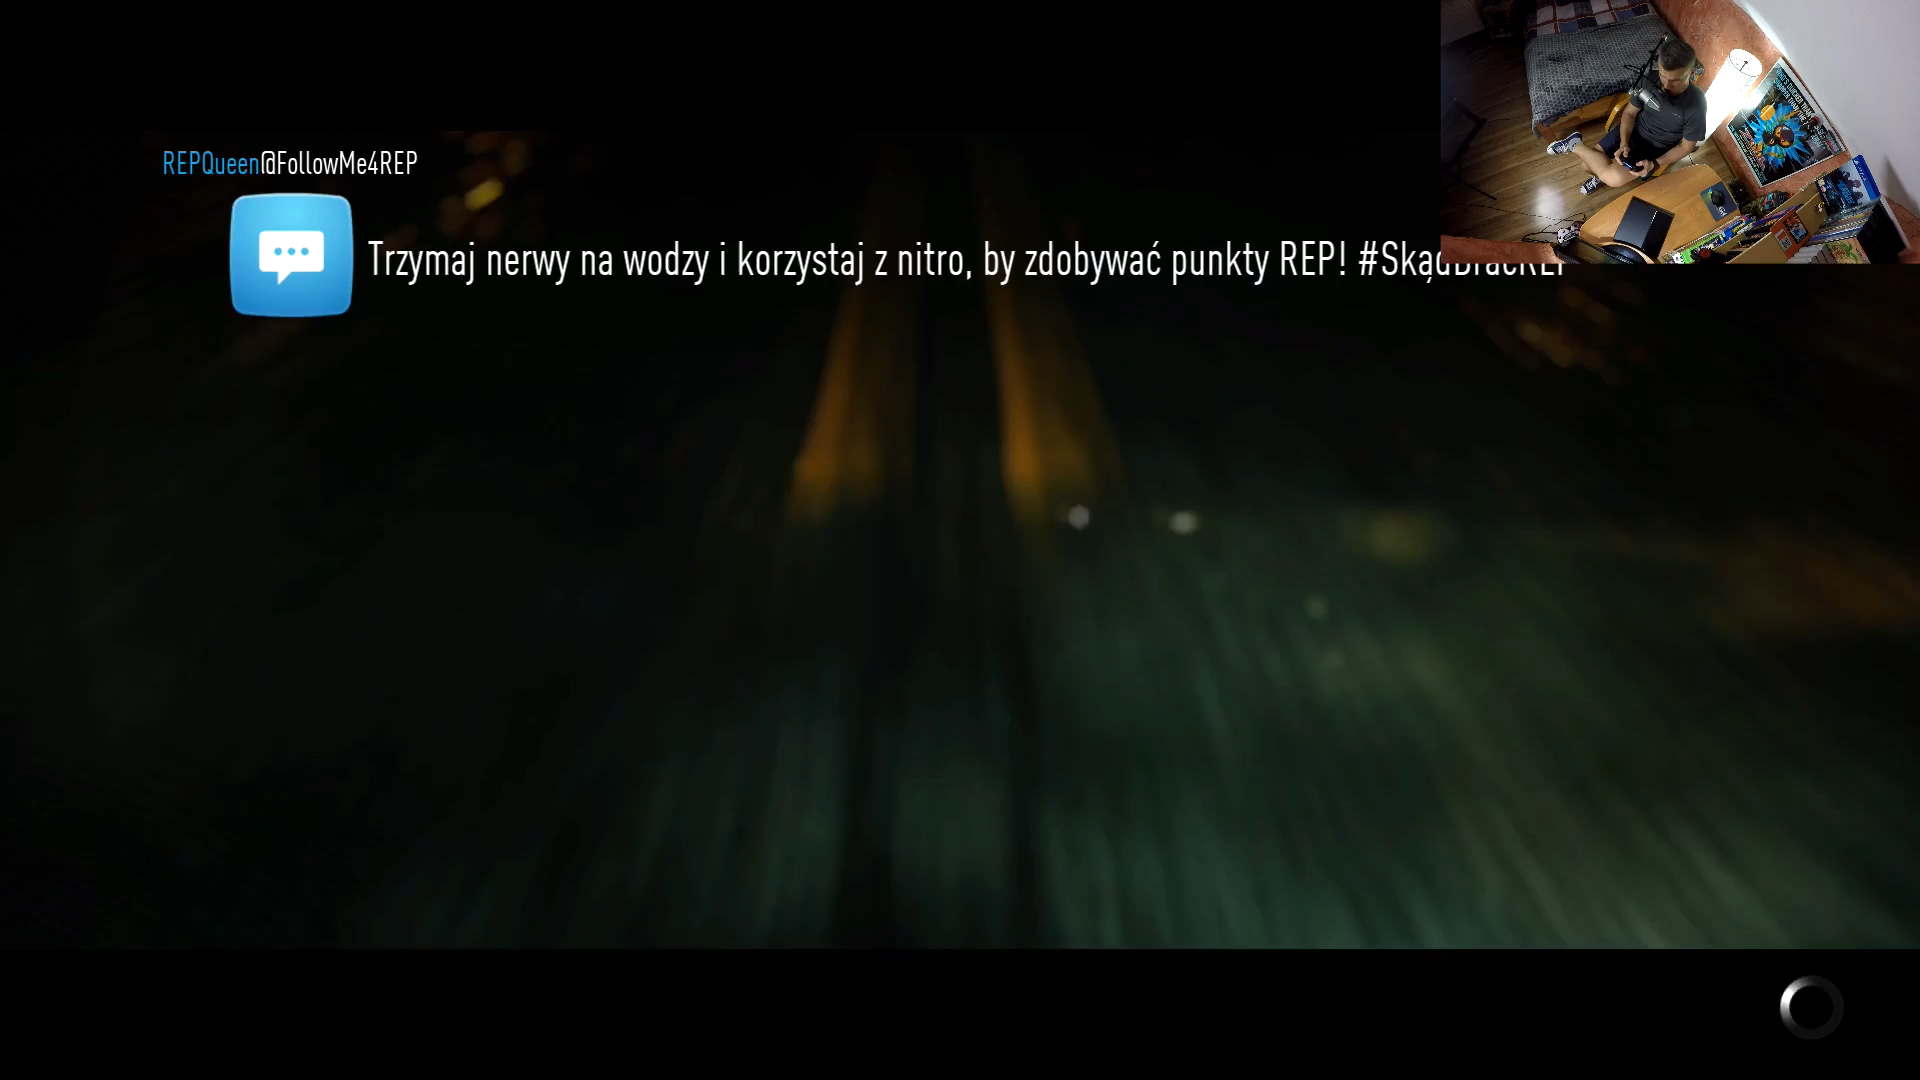 REPQueen@FollowMe4REP
Trzymaj nerwy na wodzy i korzystaj z nitro, by zdobywać punkty REP!